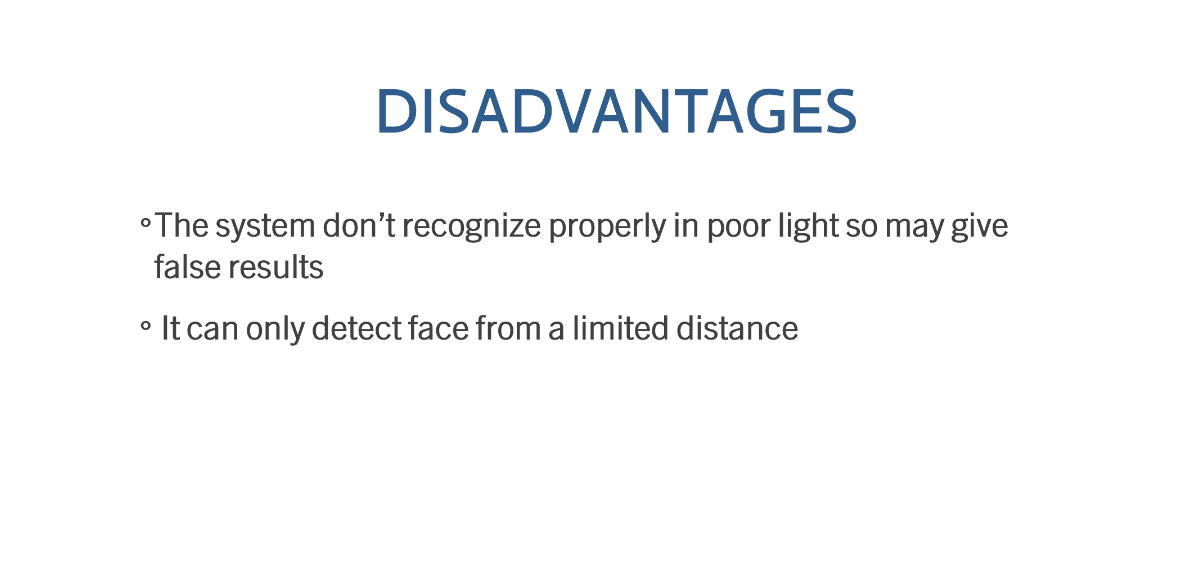 DISADVANTAGES
°The system don’t recognize properly in poor light so may give
false results
° It can only detect face from a limited distance